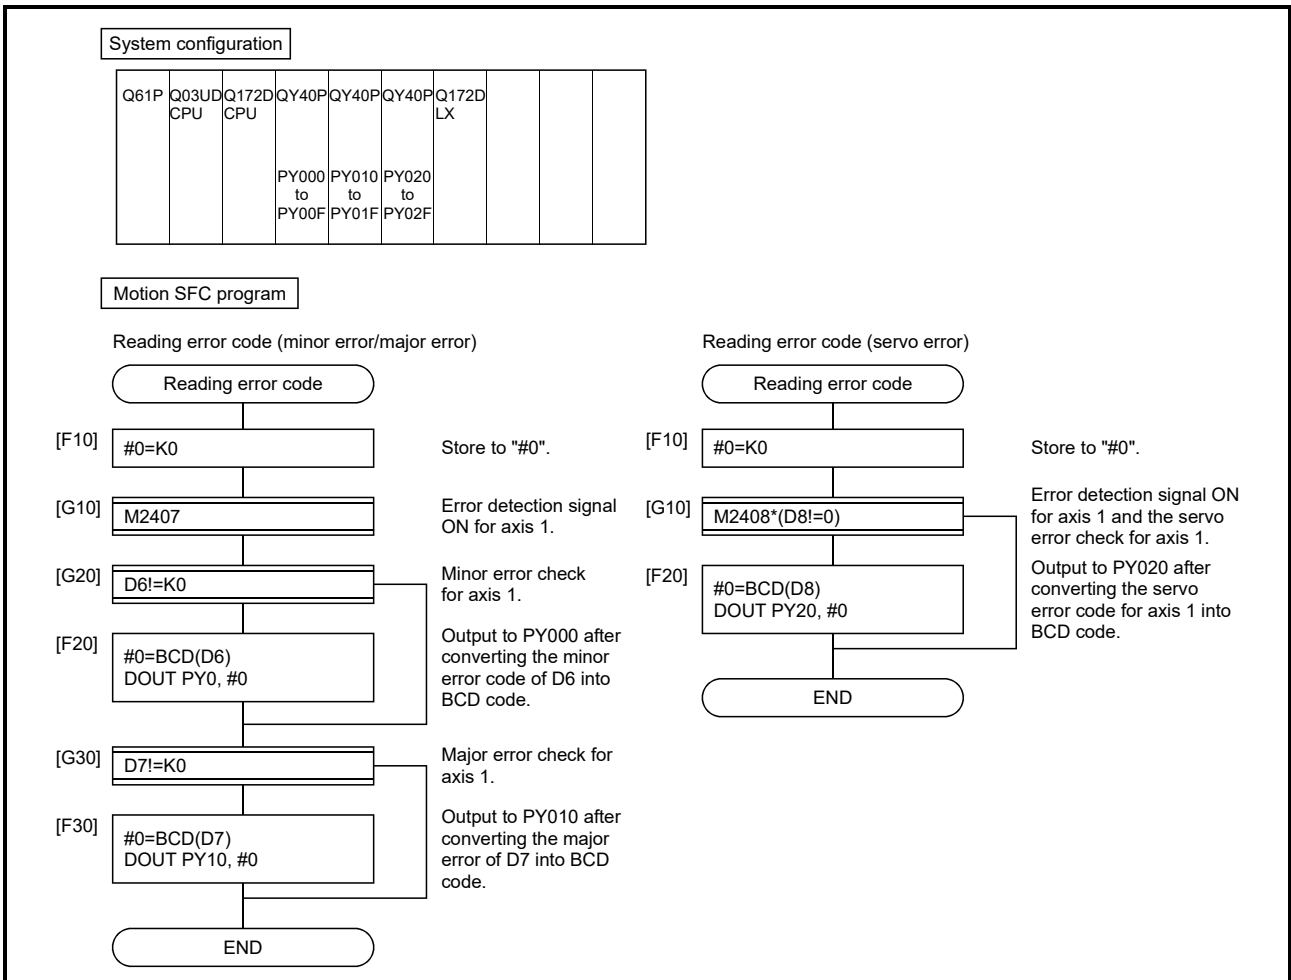 System configuration
Q61P Q03UD Q172D QY40P QY40P QY40P Q172D
CPU CPU LX
PY000 PY010 PY020
to to to
PY00F PY01F PY02F
Motion SFC program
Reading error code (minor error/major error)
Reading error code
[F10] #0=K0
Store to "#0".
[G10] M2407
Error detection signal
ON for axis 1.
[G20] D6!=K0
Minor error check
for axis 1.
[F20] #0=BCD(D6)
DOUT PY0, #0
Output to PY000 after
converting the minor
error code of D6 into
BCD code.
[G30] D7!=K0
Major error check for
axis 1.
[F30] #0=BCD(D7)
DOUT PY10, #0
Output to PY010 after
converting the major
error of D7 into BCD
code.
END
Reading error code (servo error)
Reading error code
[F10] #0=K0
Store to "#0".
[G10] M2408*(D8!=0)
Error detection signal ON
for axis 1 and the servo
error check for axis 1.
[F20] #0=BCD(D8)
DOUT PY20, #0
Output to PY020 after
converting the servo
error code for axis 1 into
BCD code.
END